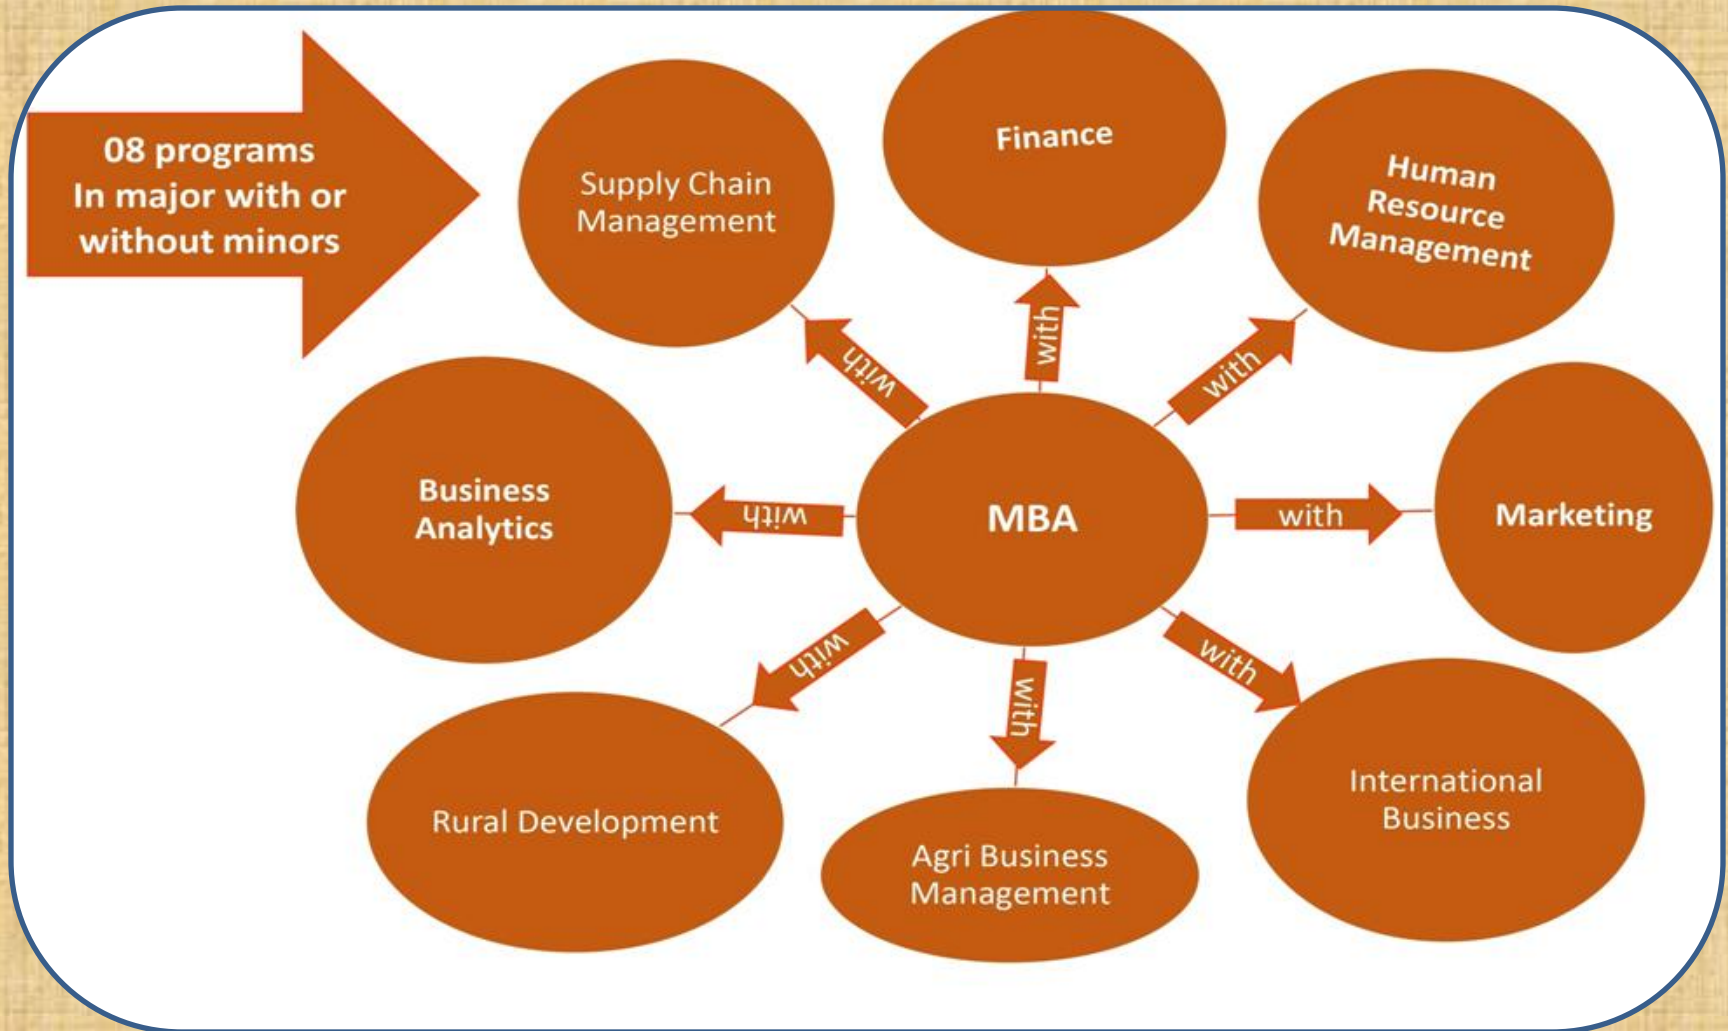 08 programs
In major with or
without minors
Supply Chain
Management
Finance
Human
Resource
Management
with
with
with
Business
Analytics
with
MBA
with
Marketing
with
with
with
Rural Development
Agri Business
Management
International
Business